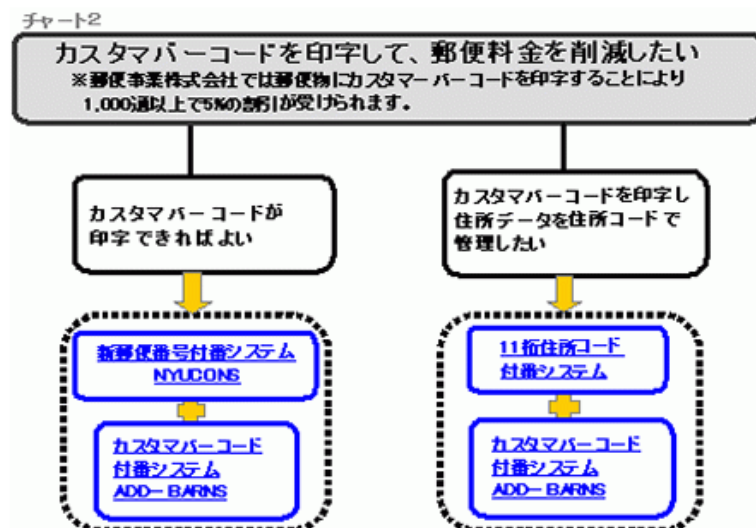 チャート2
カスタマバーコードを印字して、郵便料金を削減したい
※郵便事業株式会社では郵便物にカスタマーバーコードを印字することにより
1,000通以上で5%の割引が受けられます。
カスタマバーコードが
印字できればよい
カスタマバーコードを印字し
住所データを住所コードで
管理したい
新郵便番号付番システム
NYUCONS
カスタマバーコード
付番システム
ADD-BARNS
11桁住所コード
付番システム
カスタマバーコード
付番システム
ADD-BARNS